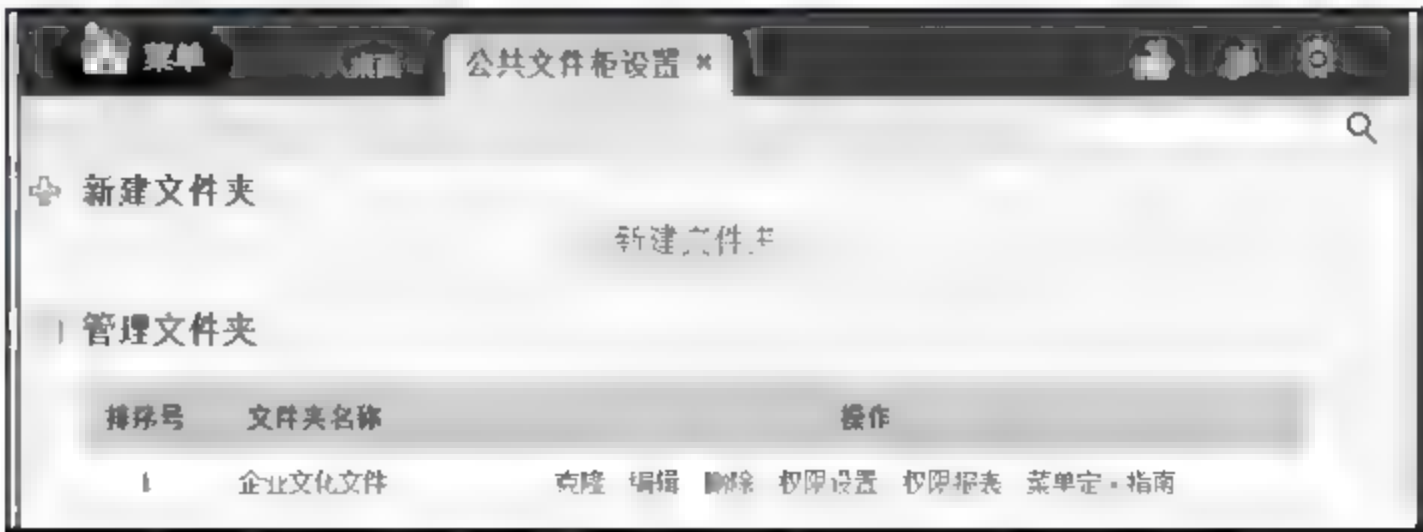 菜单 桌面 公共文件柜设置 ×
新建文件夹
新建文件夹
管理文件夹
排序号 文件夹名称 操作
1 企业文化文件 克隆 编辑 删除 权限设置 权限报表 菜单定·指南